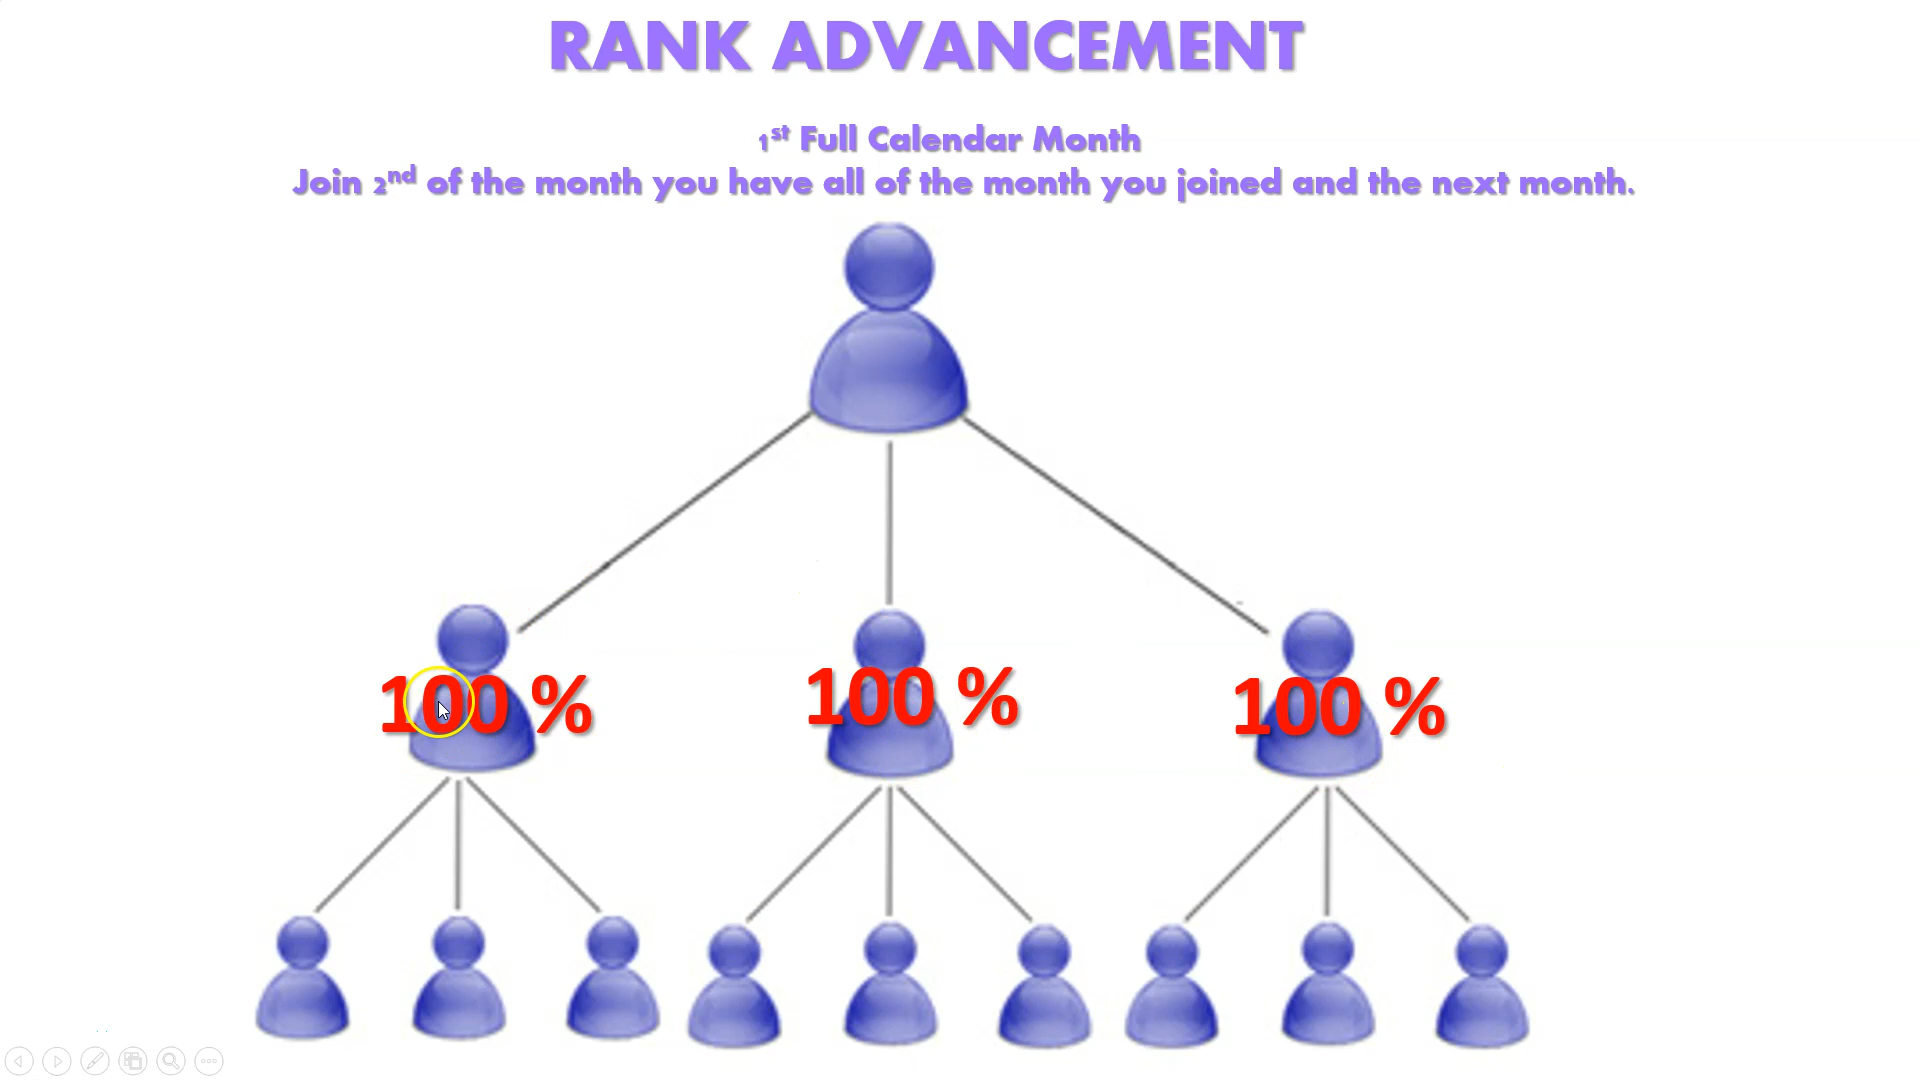 RANK ADVANCEMENT
1st Full Calendar Month
Join 2nd of the month you have all of the month you joined and the next month.
100 % 100 % 100 %